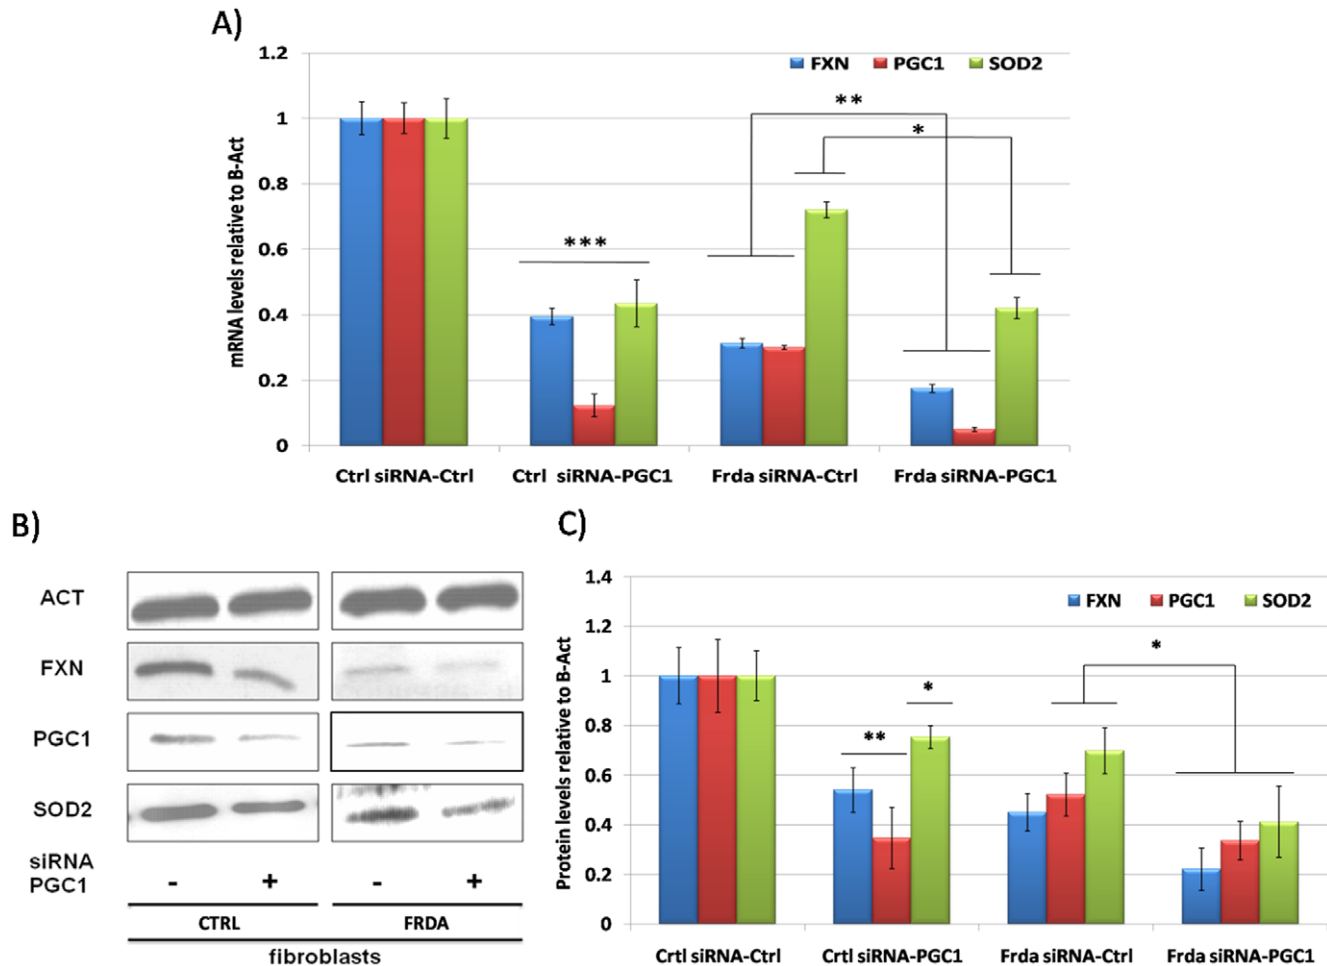 A)
1.2
1
0.8
0.6
0.4
0.2
0
mRNA levels relative to B-Act
FXN PGC1 SOD2
**
*
***
Ctrl siRNA-Ctrl Ctrl siRNA-PGC1 Frda siRNA-Ctrl Frda siRNA-PGC1
B)
ACT
FXN
PGC1
SOD2
siRNA
PGC1 - + - +
CTRL FRDA
fibroblasts
C)
1.4
1.2
1
0.8
0.6
0.4
0.2
0
Protein levels relative to B-Act
FXN PGC1 SOD2
*
*
**
Crtl siRNA-Ctrl Crtl siRNA-PGC1 Frda siRNA-Ctrl Frda siRNA-PGC1